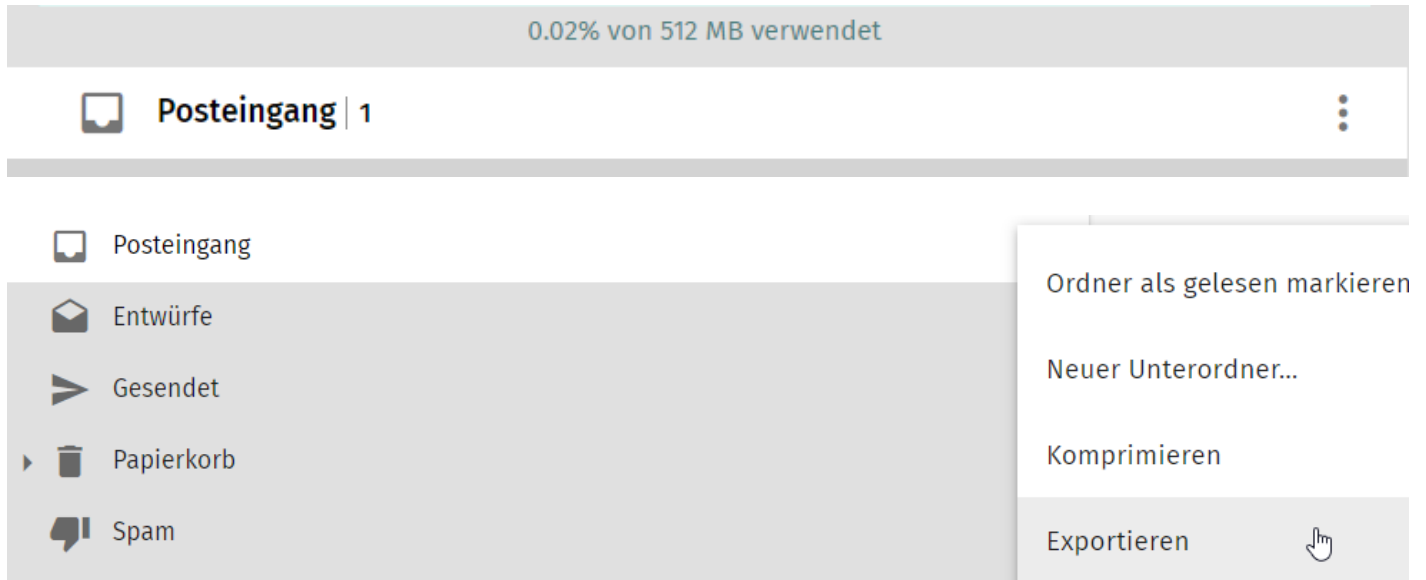 0.02% von 512 MB verwendet
Posteingang | 1
Posteingang
Ordner als gelesen markieren
Entwürfe
Neuer Unterordner...
Gesendet
Komprimieren
Papierkorb
Spam
Exportieren